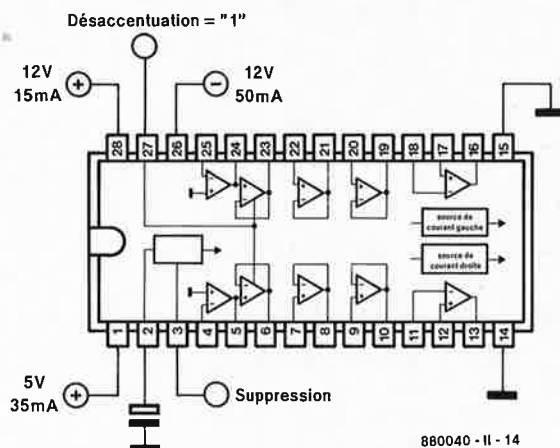 Désaccentuation = "1"
12V
15mA
12V
50mA
28 27 26 25 24 23 22 21 20 19 18 17 16 15
source de
courant gauche
source de
courant droite
1 2 3 4 5 6 7 8 9 10 11 12 13 14
5V
35mA
Suppression
880040 - II - 14